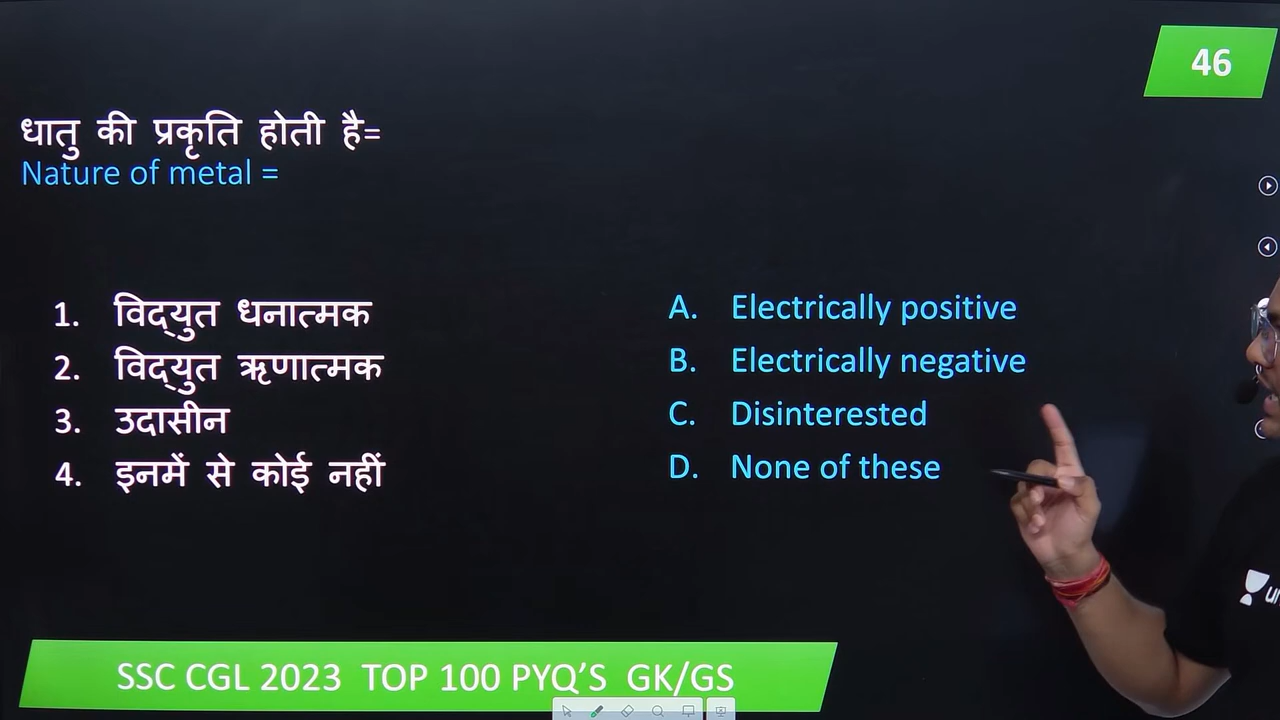 46
धातु की प्रकृति होती है=
Nature of metal =
1. विद्युत धनात्मक
2. विद्युत ऋणात्मक
3. उदासीन
4. इनमें से कोई नहीं
A. Electrically positive
B. Electrically negative
C. Disinterested
D. None of these
SSC CGL 2023 TOP 100 PYQ’S GK/GS